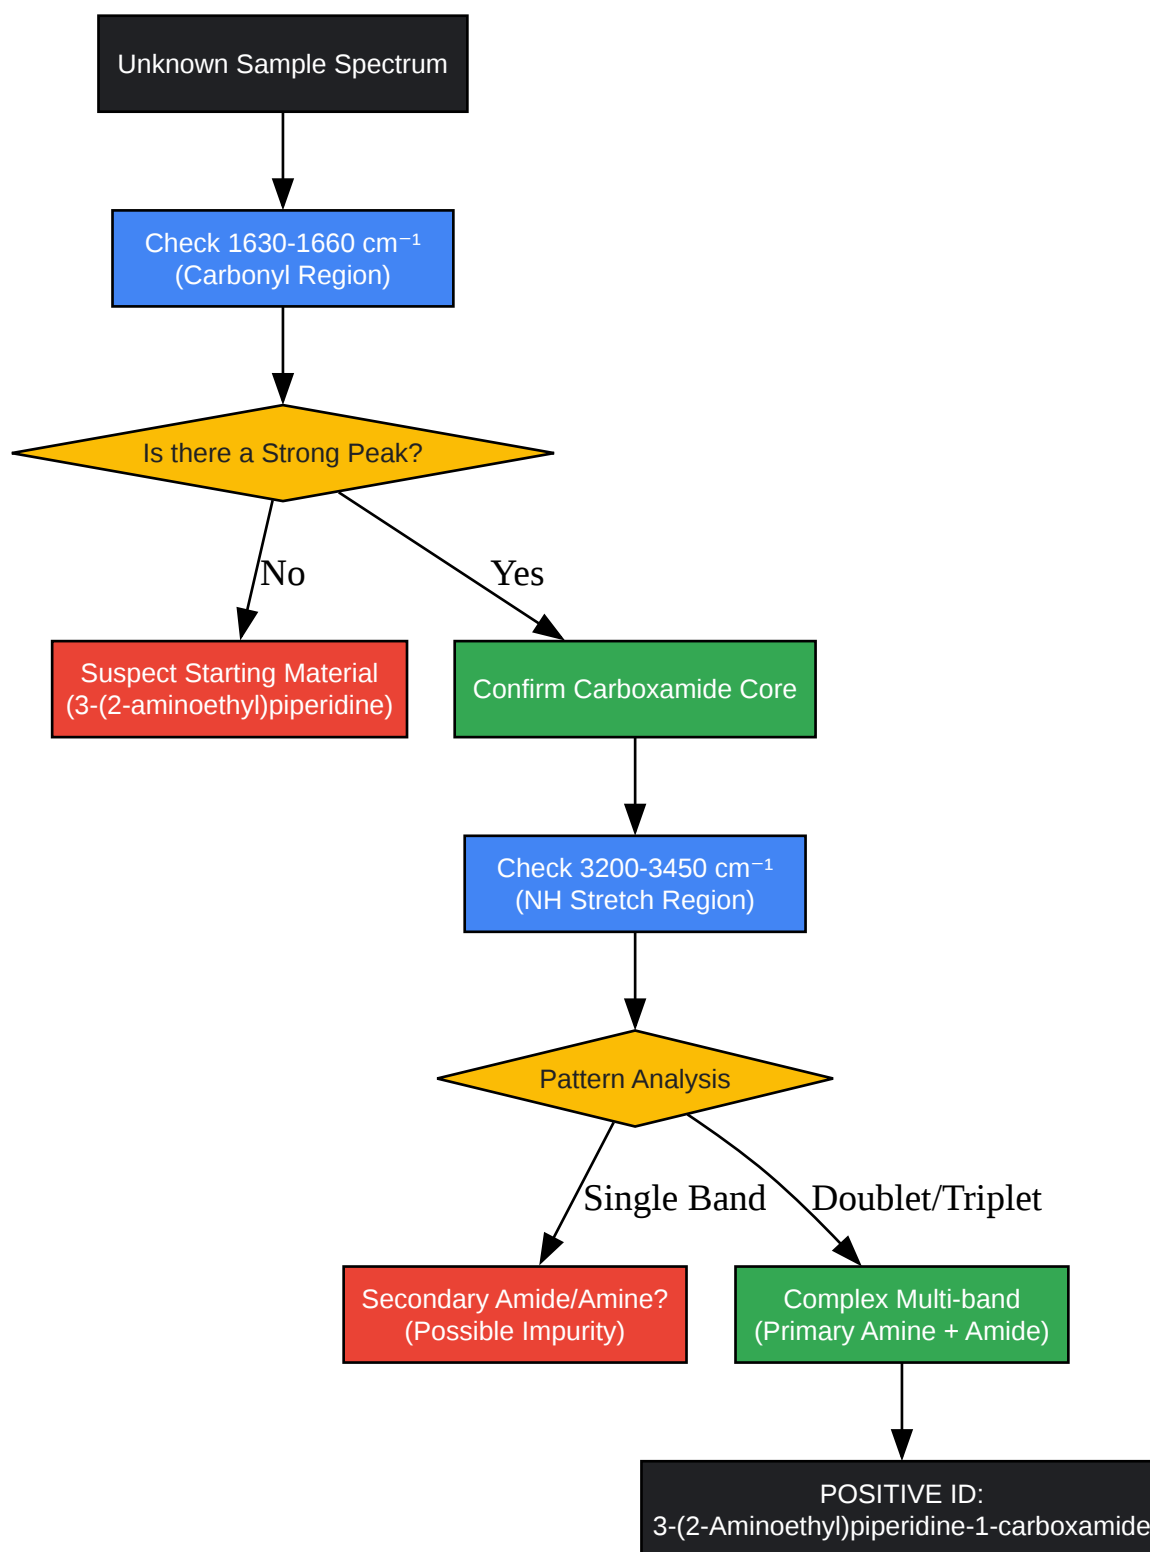 Unknown Sample Spectrum
Check 1630-1660 cm⁻¹
(Carbonyl Region)
Is there a Strong Peak?
No
Yes
Suspect Starting Material
(3-(2-aminoethyl)piperidine)
Confirm Carboxamide Core
Check 3200-3450 cm⁻¹
(NH Stretch Region)
Pattern Analysis
Single Band
Doublet/Triplet
Secondary Amide/Amine?
(Possible Impurity)
Complex Multi-band
(Primary Amine + Amide)
POSITIVE ID:
3-(2-Aminoethyl)piperidine-1-carboxamide